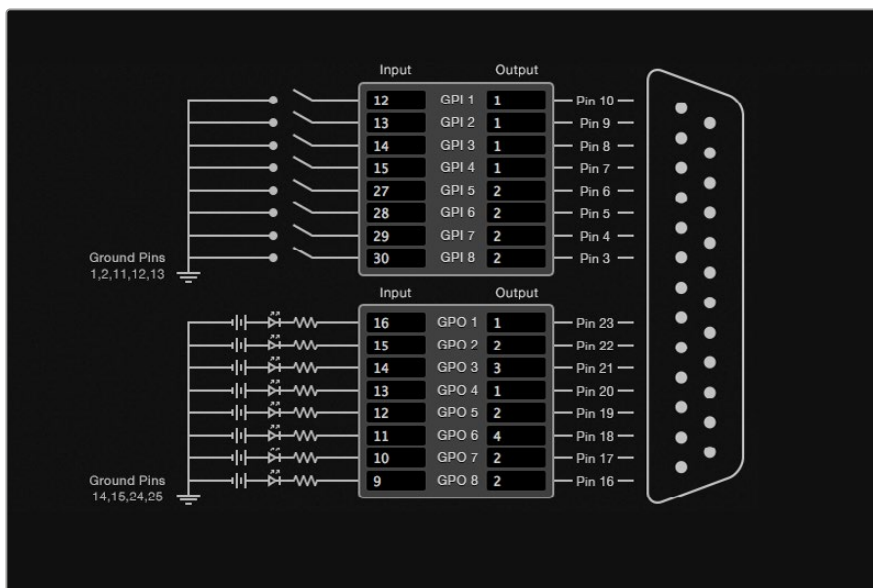 Input Output
12 GPI 1 1 Pin 10
13 GPI 2 1 Pin 9
14 GPI 3 1 Pin 8
15 GPI 4 1 Pin 7
27 GPI 5 2 Pin 6
28 GPI 6 2 Pin 5
29 GPI 7 2 Pin 4
30 GPI 8 2 Pin 3
Ground Pins
1,2,11,12,13
Input Output
16 GPO 1 1 Pin 23
15 GPO 2 2 Pin 22
14 GPO 3 3 Pin 21
13 GPO 4 1 Pin 20
12 GPO 5 2 Pin 19
11 GPO 6 4 Pin 18
10 GPO 7 2 Pin 17
9 GPO 8 2 Pin 16
Ground Pins
14,15,24,25